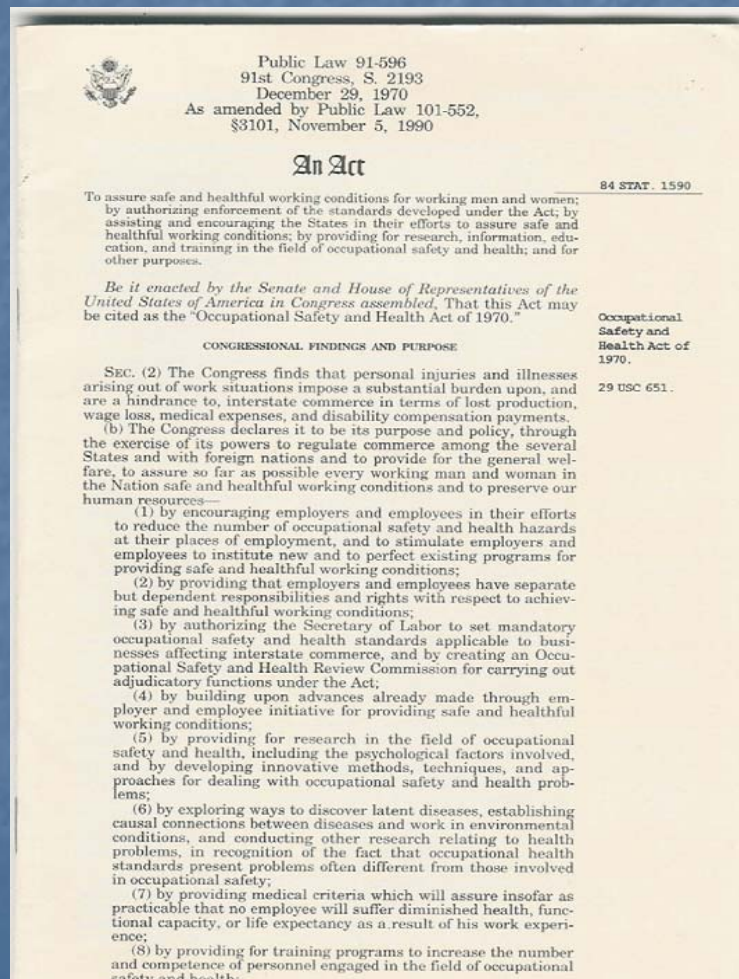 Public Law 91-596
91st Congress, S. 2193
December 29, 1970
As amended by Public Law 101-552,
§3101, November 5, 1990
An Act
84 STAT. 1590
To assure safe and healthful working conditions for working men and women;
by authorizing enforcement of the standards developed under the Act; by
assisting and encouraging the States in their efforts to assure safe and
healthful working conditions; by providing for research, information, edu-
cation, and training in the field of occupational safety and health; and for
other purposes.
Be it enacted by the Senate and House of Representatives of the
United States of America in Congress assembled, That this Act may
be cited as the "Occupational Safety and Health Act of 1970."
Occupational
Safety and
Health Act of
1970.
CONGRESSIONAL FINDINGS AND PURPOSE
SEC. (2) The Congress finds that personal injuries and illnesses
arising out of work situations impose a substantial burden upon, and
are a hindrance to, interstate commerce in terms of lost production,
wage loss, medical expenses, and disability compensation payments.
29 USC 651.
(b) The Congress declares it to be its purpose and policy, through
the exercise of its powers to regulate commerce among the several
States and with foreign nations and to provide for the general wel-
fare, to assure so far as possible every working man and woman in
the Nation safe and healthful working conditions and to preserve our
human resources—
(1) by encouraging employers and employees in their efforts
to reduce the number of occupational safety and health hazards
at their places of employment, and to stimulate employers and
employees to institute new and to perfect existing programs for
providing safe and healthful working conditions;
(2) by providing that employers and employees have separate
but dependent responsibilities and rights with respect to achiev-
ing safe and healthful working conditions;
(3) by authorizing the Secretary of Labor to set mandatory
occupational safety and health standards applicable to busi-
nesses affecting interstate commerce, and by creating an Occu-
pational Safety and Health Review Commission for carrying out
adjudicatory functions under the Act;
(4) by building upon advances already made through em-
ployer and employee initiative for providing safe and healthful
working conditions;
(5) by providing for research in the field of occupational
safety and health, including the psychological factors involved,
and by developing innovative methods, techniques, and ap-
proaches for dealing with occupational safety and health prob-
lems;
(6) by exploring ways to discover latent diseases, establishing
causal connections between diseases and work in environmental
conditions, and conducting other research relating to health
problems, in recognition of the fact that occupational health
standards present problems often different from those involved
in occupational safety;
(7) by providing medical criteria which will assure insofar as
practicable that no employee will suffer diminished health, func-
tional capacity, or life expectancy as a result of his work experi-
ence;
(8) by providing for training programs to increase the number
and competence of personnel engaged in the field of occupational
safety and health;